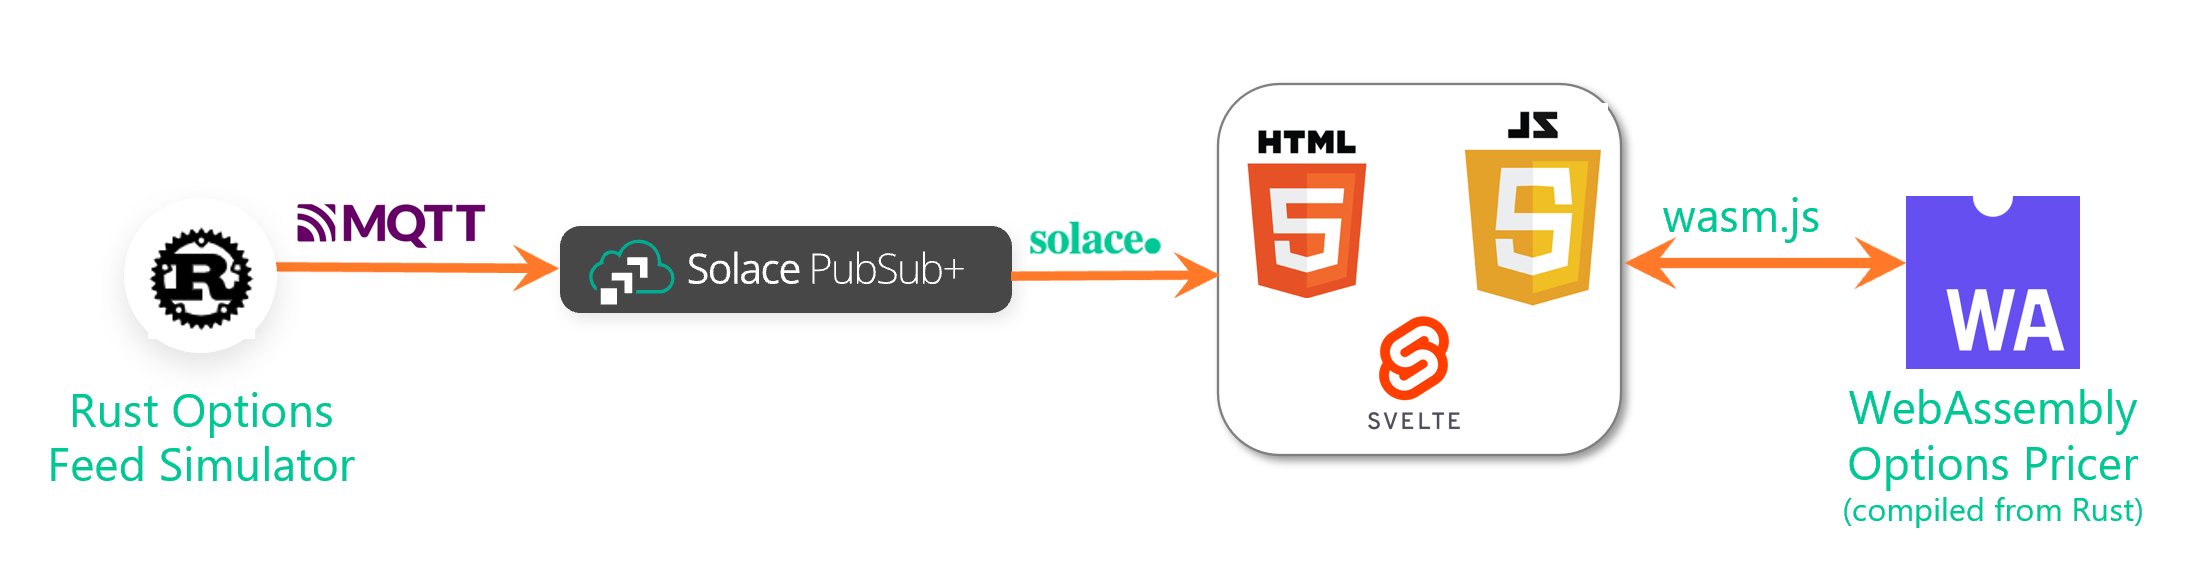 R
MQTT
Rust Options
Feed Simulator
Solace PubSub+
solace.
HTML
5
JS
SVELTE
wasm.js
WA
WebAssembly
Options Pricer
(compiled from Rust)